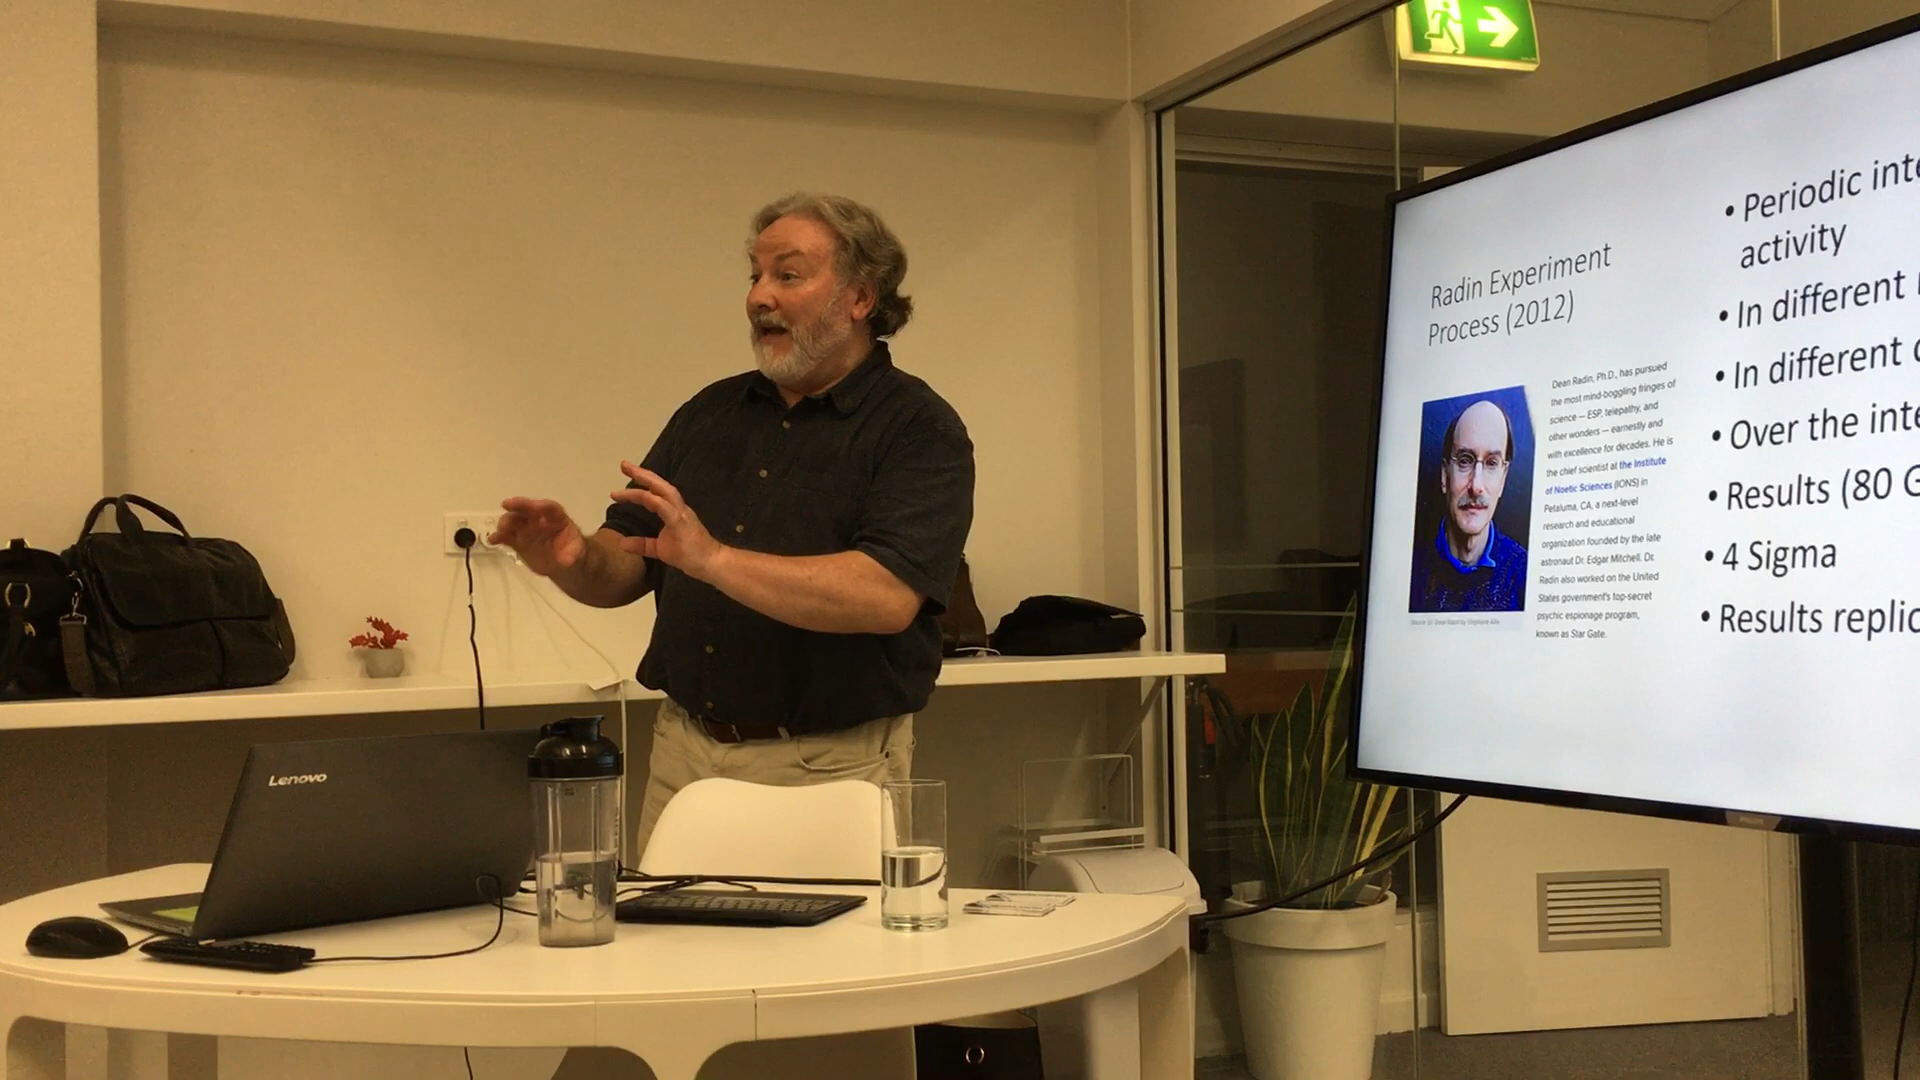 Radin Experiment
Process (2012)
Dean Radin, Ph.D., has pursued
the most mind-boggling fringes of
science — ESP, telepathy, and
other wonders — earnestly and
with excellence for decades. He is
the chief scientist at the Institute
of Noetic Sciences (IONS) in
Petaluma, CA, a next-level
research and educational
organization founded by the late
astronaut Dr. Edgar Mitchell. Dr.
Radin also worked on the United
States government's top-secret
psychic espionage program,
known as Star Gate.
• Periodic inte
activity
• In different
• In different
• Over the inte
• Results (80 G
• 4 Sigma
• Results replic
Lenovo
PHILIPS